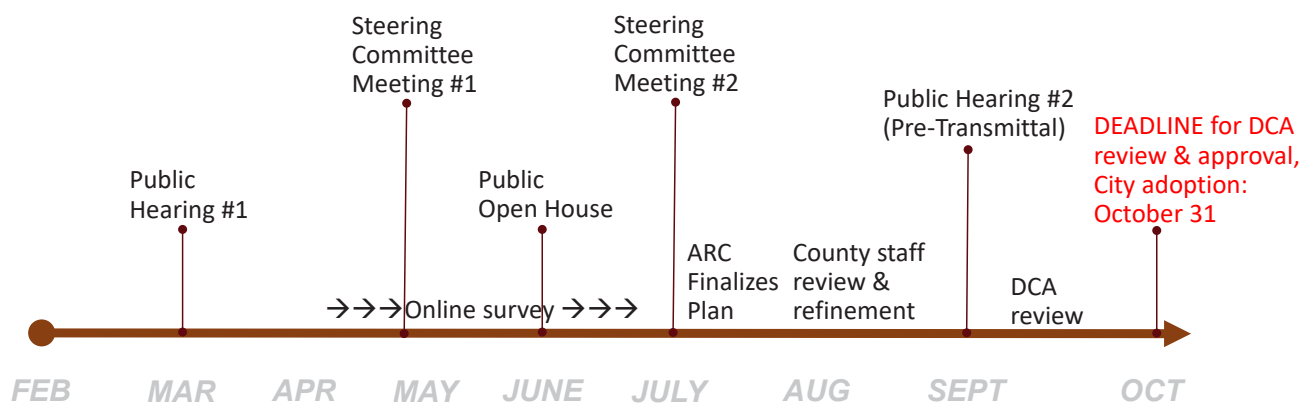 Steering
Committee
Meeting #1
Steering
Committee
Meeting #2
Public Hearing #2
(Pre-Transmittal)
DEADLINE for DCA
review & approval,
City adoption:
October 31
Public
Hearing #1
Public
Open House
ARC
Finalizes
Plan
County staff
review &
refinement
DCA
review
→→→Online survey →→→
FEB MAR APR MAY JUNE JULY AUG SEPT OCT